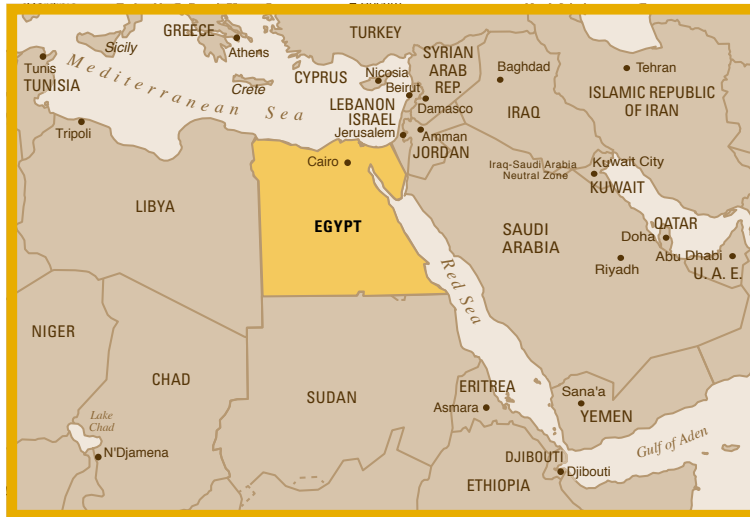 GREECE
TURKEY
Sicily
Athens
Tunis
TUNISIA
Mediterranean Sea
Crete
CYPRUS
Nicosia
SYRIAN
ARAB
REP.
Baghdad
Tehran
Beirut
LEBANON
Damasco
ISRAEL
IRAQ
ISLAMIC REPUBLIC
OF IRAN
Tripoli
Jerusalem
Amman
JORDAN
Cairo
Iraq-Saudi Arabia
Neutral Zone
Kuwait City
KUWAIT
LIBYA
EGYPT
SAUDI
ARABIA
QATAR
Doha
Abu Dhabi
Riyadh
U. A. E.
Red Sea
NIGER
CHAD
SUDAN
ERITREA
Asmara
Sana'a
YEMEN
Lake
Chad
N'Djamena
Gulf of Aden
DJIBOUTI
Djibouti
ETHIOPIA